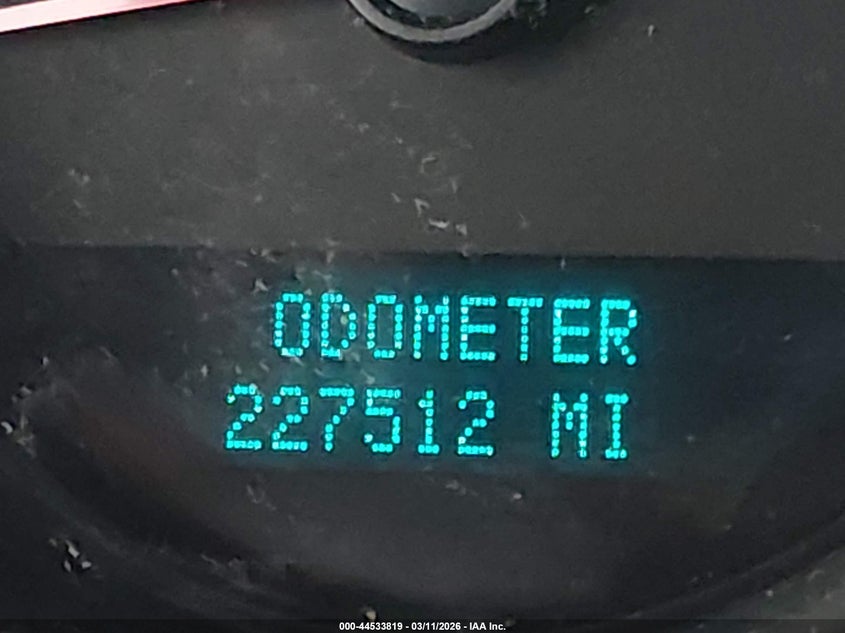 ODOMETER
227512 MI
000-44533819 - 03/11/2026 - IAA Inc.